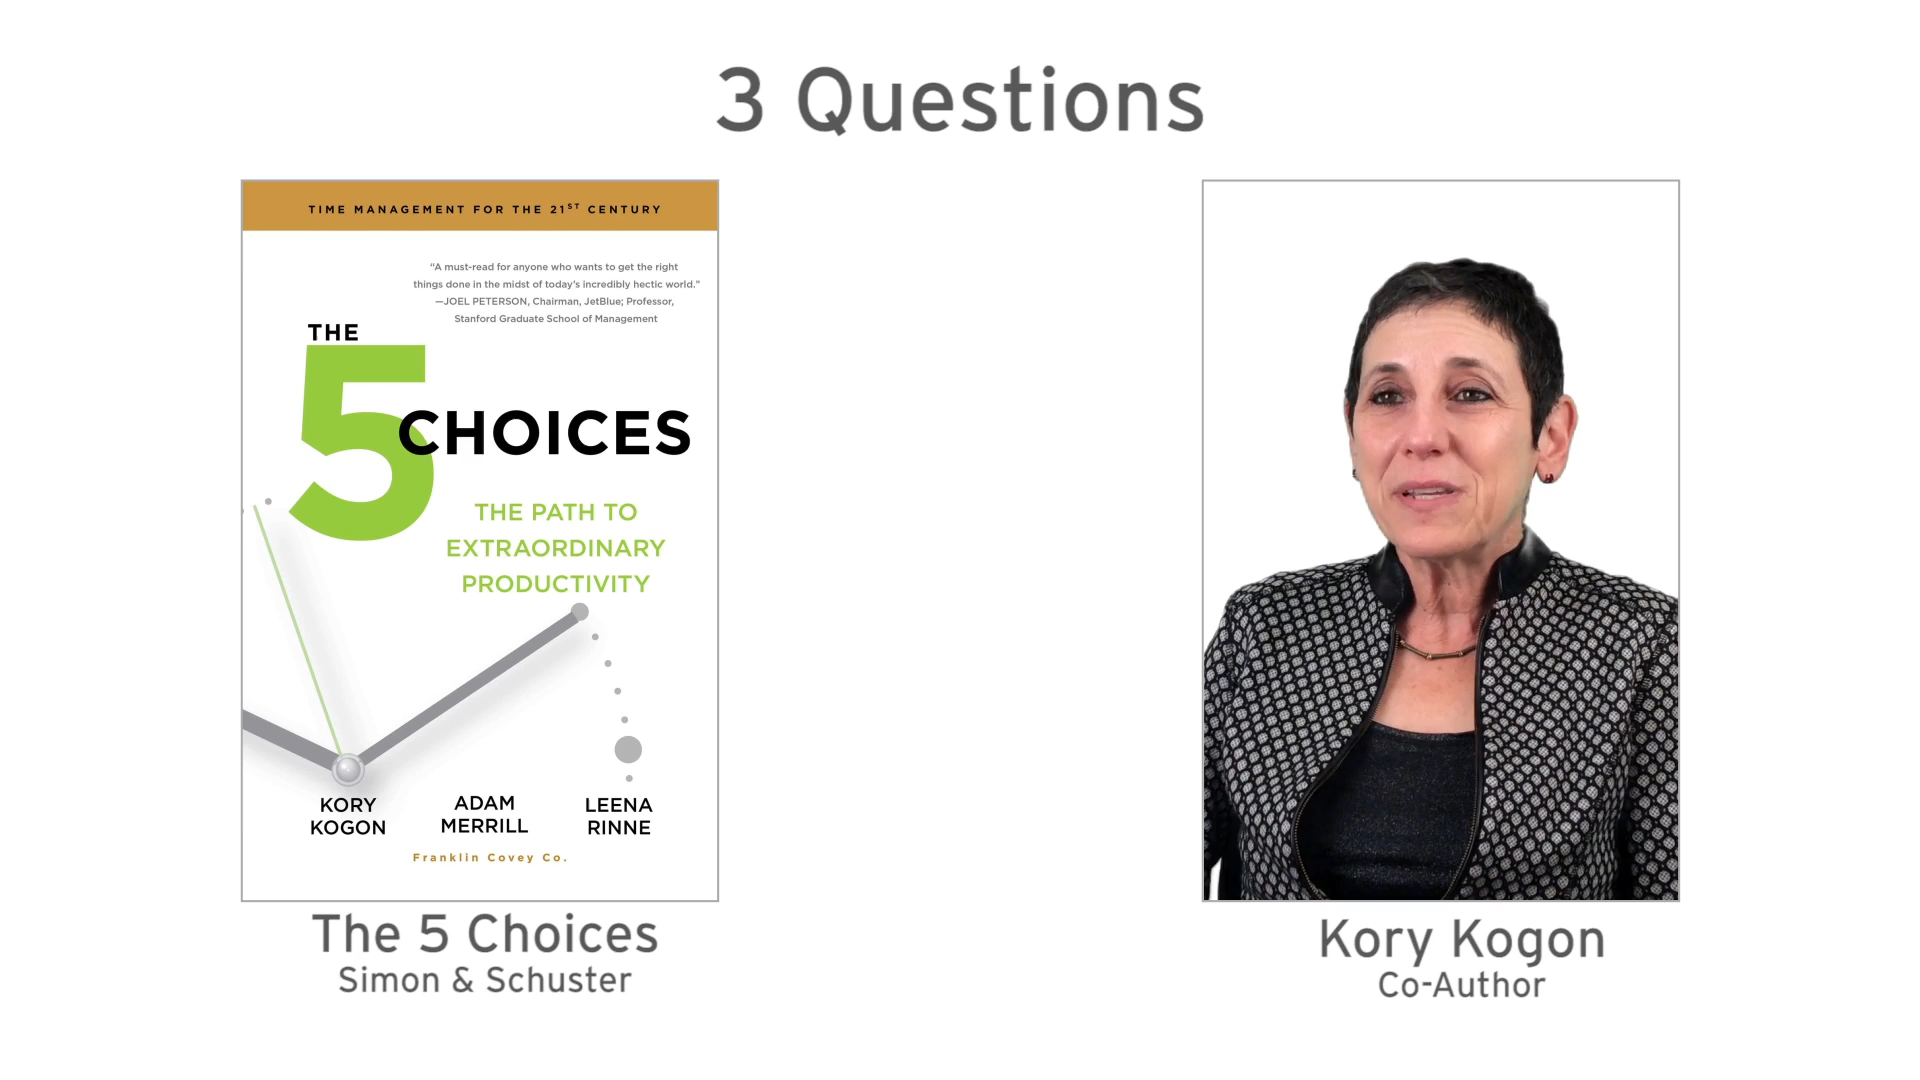 3 Questions
TIME MANAGEMENT FOR THE 21ST CENTURY
“A must-read for anyone who wants to get the right
things done in the midst of today’s incredibly hectic world.”
—JOEL PETERSON, Chairman, JetBlue; Professor,
Stanford Graduate School of Management
THE
5
CHOICES
THE PATH TO
EXTRAORDINARY
PRODUCTIVITY
KORY
KOGON
ADAM
MERRILL
LEENA
RINNE
Franklin Covey Co.
The 5 Choices
Simon & Schuster
Kory Kogon
Co-Author